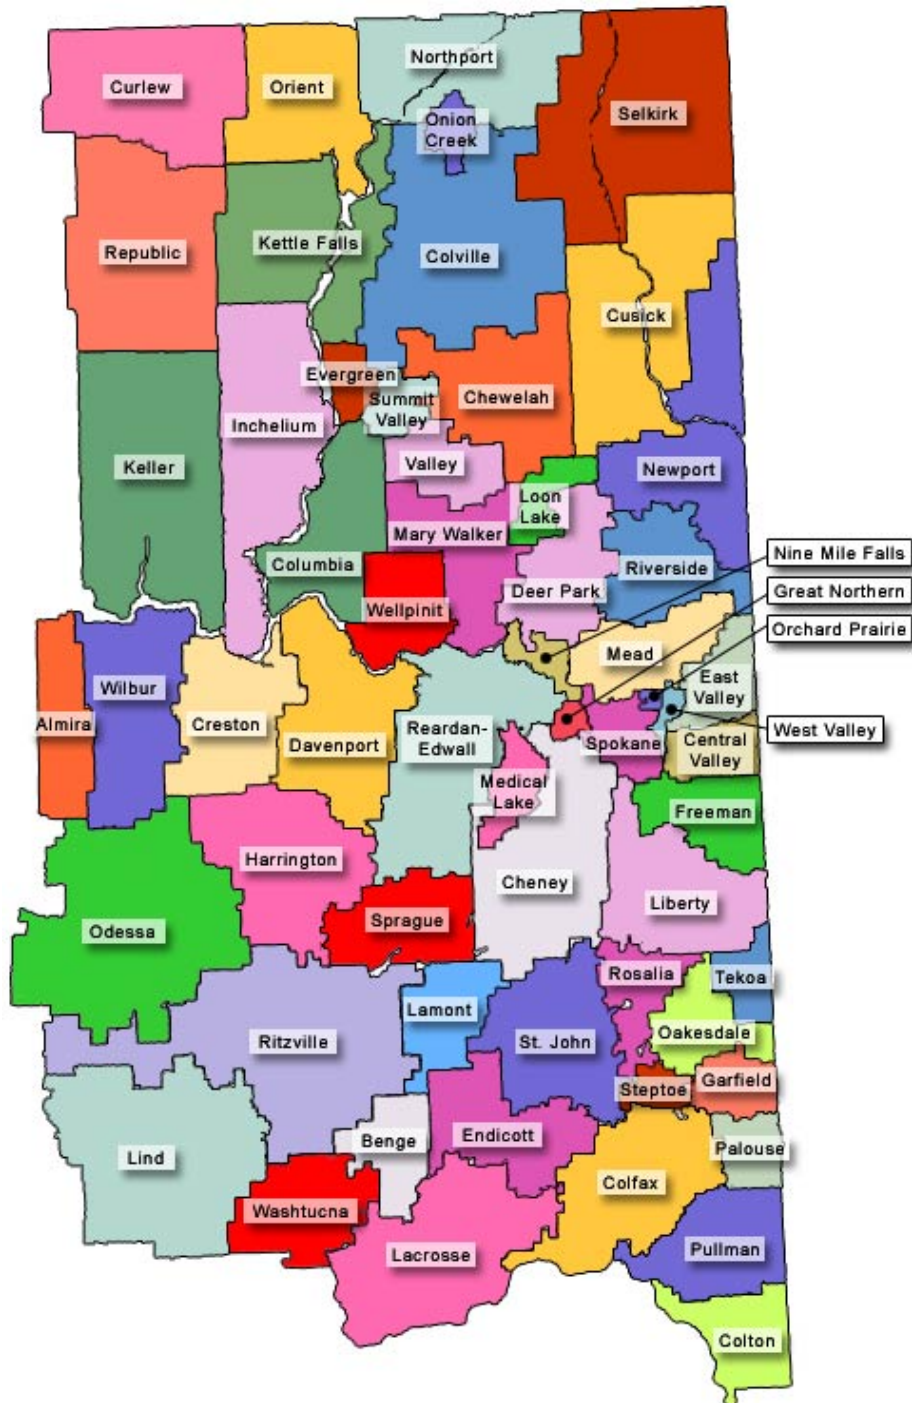 Northport
Curlew
Orient
Selkirk
Onion
Creek
Kettle Falls
Republic
Colville
Cusick
Evergreen
Summit
Valley
Chewelah
Inchelium
Keller
Valley
Newport
Loon
Lake
Mary Walker
Nine Mile Falls
Columbia
Riverside
Deer Park
Great Northern
Wellpinit
Orchard Prairie
Mead
East
Valley
Wilbur
Almira
Creston
Davenport
Reardan-
Edwall
West Valley
Spokane
Central
Valley
Medical
Lake
Freeman
Harrington
Cheney
Liberty
Sprague
Odessa
Rosalia
Tekoa
Lamont
Ritzville
St. John
Oakesdale
Steptoe
Garfield
Endicott
Benge
Palouse
Lind
Colfax
Washtucna
Lacrosse
Pullman
Colton